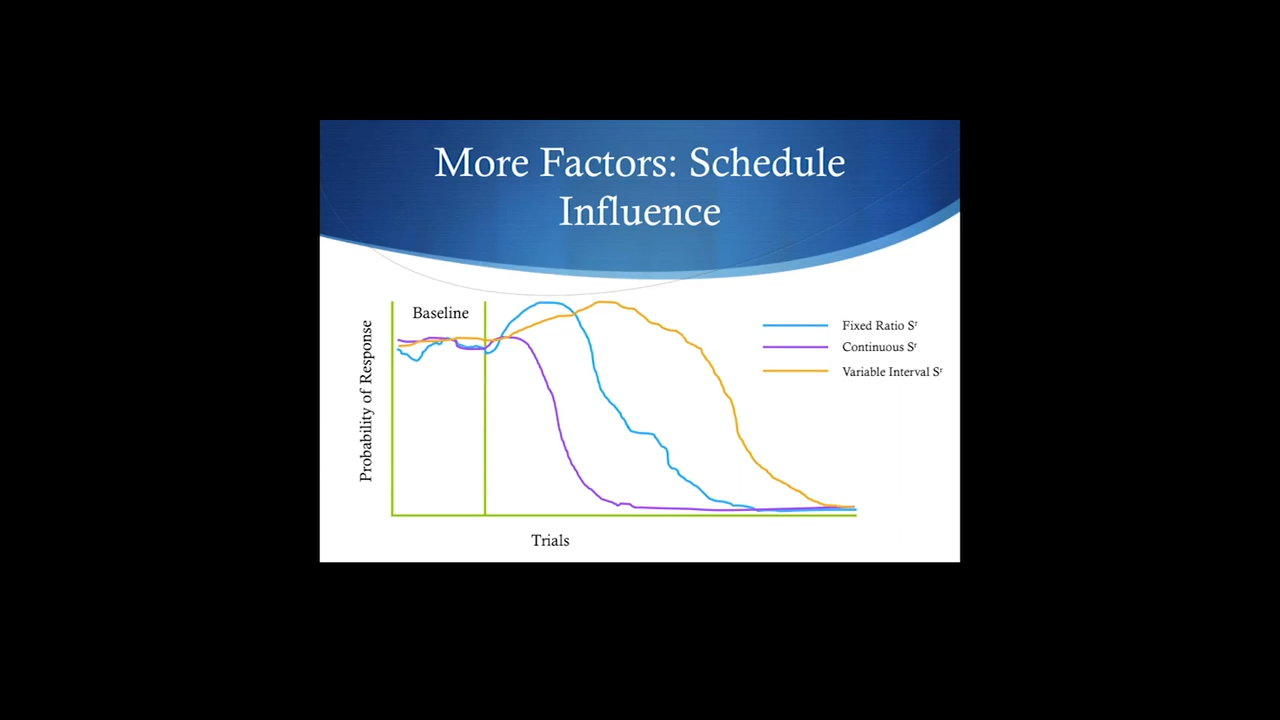 More Factors: Schedule
Influence
Baseline
Probability of Response
Trials
Fixed Ratio Sʳ
Continuous Sʳ
Variable Interval Sʳ